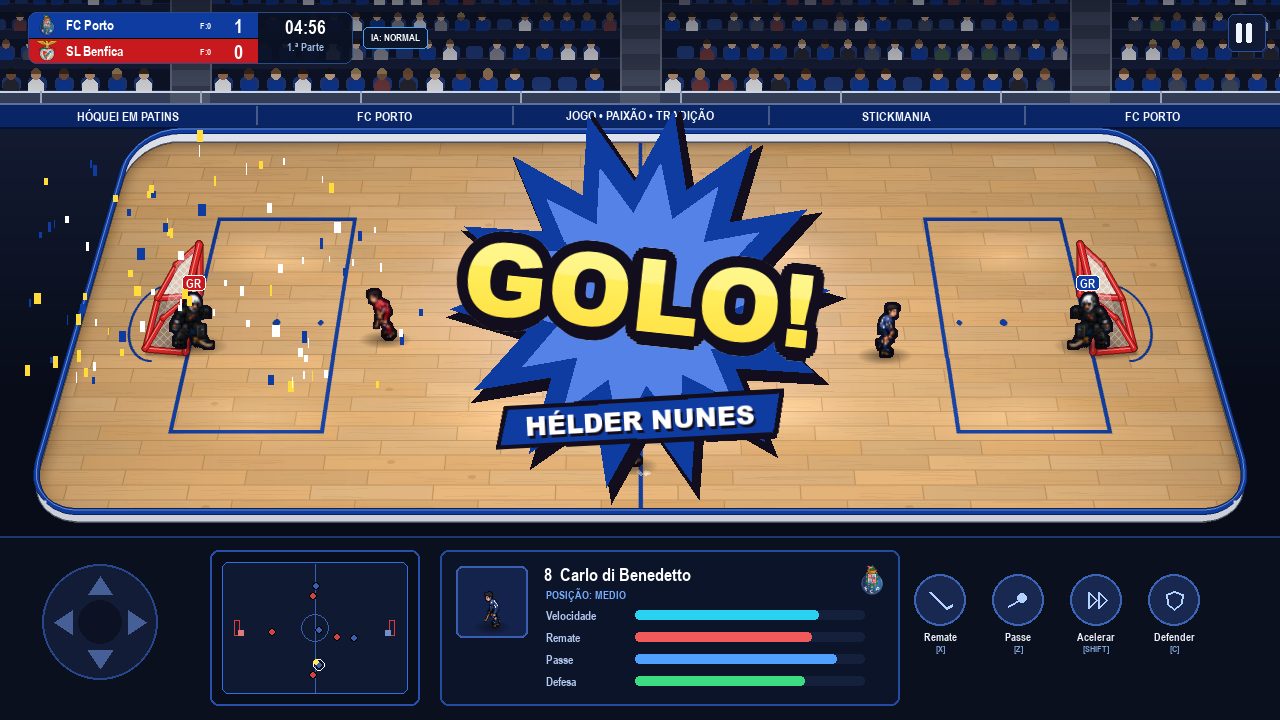 FC Porto F:0 1
SL Benfica F:0 0
04:56
1.ª Parte
IA: NORMAL
HÓQUEI EM PATINS
FC PORTO
JOGO • PAIXÃO • TRADIÇÃO
STICKMANIA
FC PORTO
GR
GR
GOLO!
HÉLDER NUNES
8 Carlo di Benedetto
POSIÇÃO: MEDIO
Velocidade
Remate
Passe
Defesa
Remate
[X]
Passe
[Z]
Acelerar
[SHIFT]
Defender
[C]